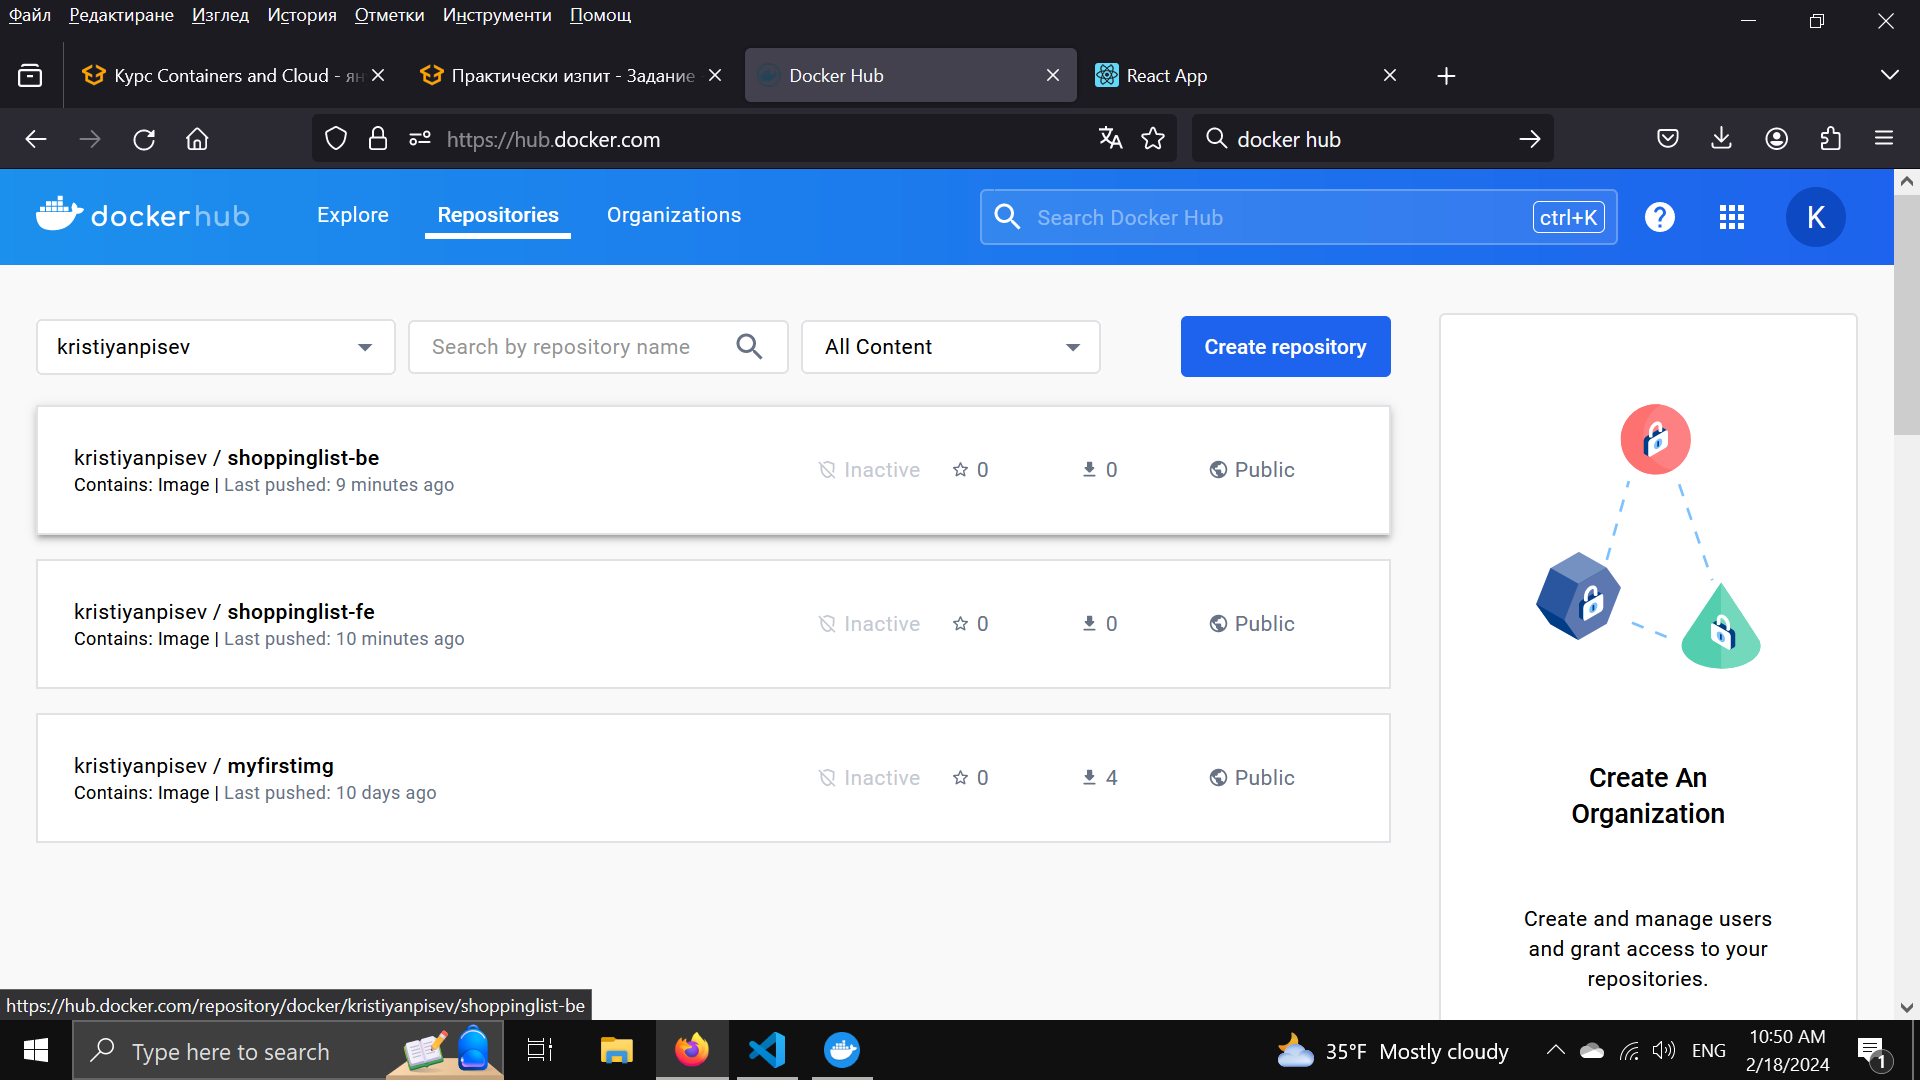 Файл Редактиране Изглед История Отметки Инструменти Помощ
Курс Containers and Cloud - ян
Практически изпит - Задание
Docker Hub
React App
https://hub.docker.com
docker hub
docker hub
Explore
Repositories
Organizations
Search Docker Hub
ctrl+K
K
kristiyanpisev
Search by repository name
All Content
Create repository
kristiyanpisev / shoppinglist-be
Contains: Image | Last pushed: 9 minutes ago
Inactive
0
0
Public
kristiyanpisev / shoppinglist-fe
Contains: Image | Last pushed: 10 minutes ago
Inactive
0
0
Public
kristiyanpisev / myfirstimg
Contains: Image | Last pushed: 10 days ago
Inactive
0
4
Public
Create An
Organization
Create and manage users
and grant access to your
repositories.
https://hub.docker.com/repository/docker/kristiyanpisev/shoppinglist-be
Type here to search
35°F Mostly cloudy
ENG
10:50 AM
2/18/2024
1